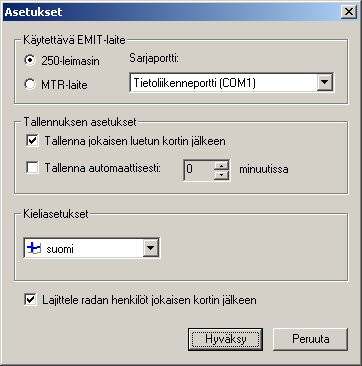 Asetukset
Käytettävä EMIT-laite
250-leimasin
Sarjaportti:
MTR-laite
Tietoliikenneportti (COM1)
Tallennuksen asetukset
Tallenna jokaisen luetun kortin jälkeen
Tallenna automaattisesti: 0 minuutissa
Kieliasetukset
suomi
Lajittele radan henkilöt jokaisen kortin jälkeen
Hyväksy
Peruuta